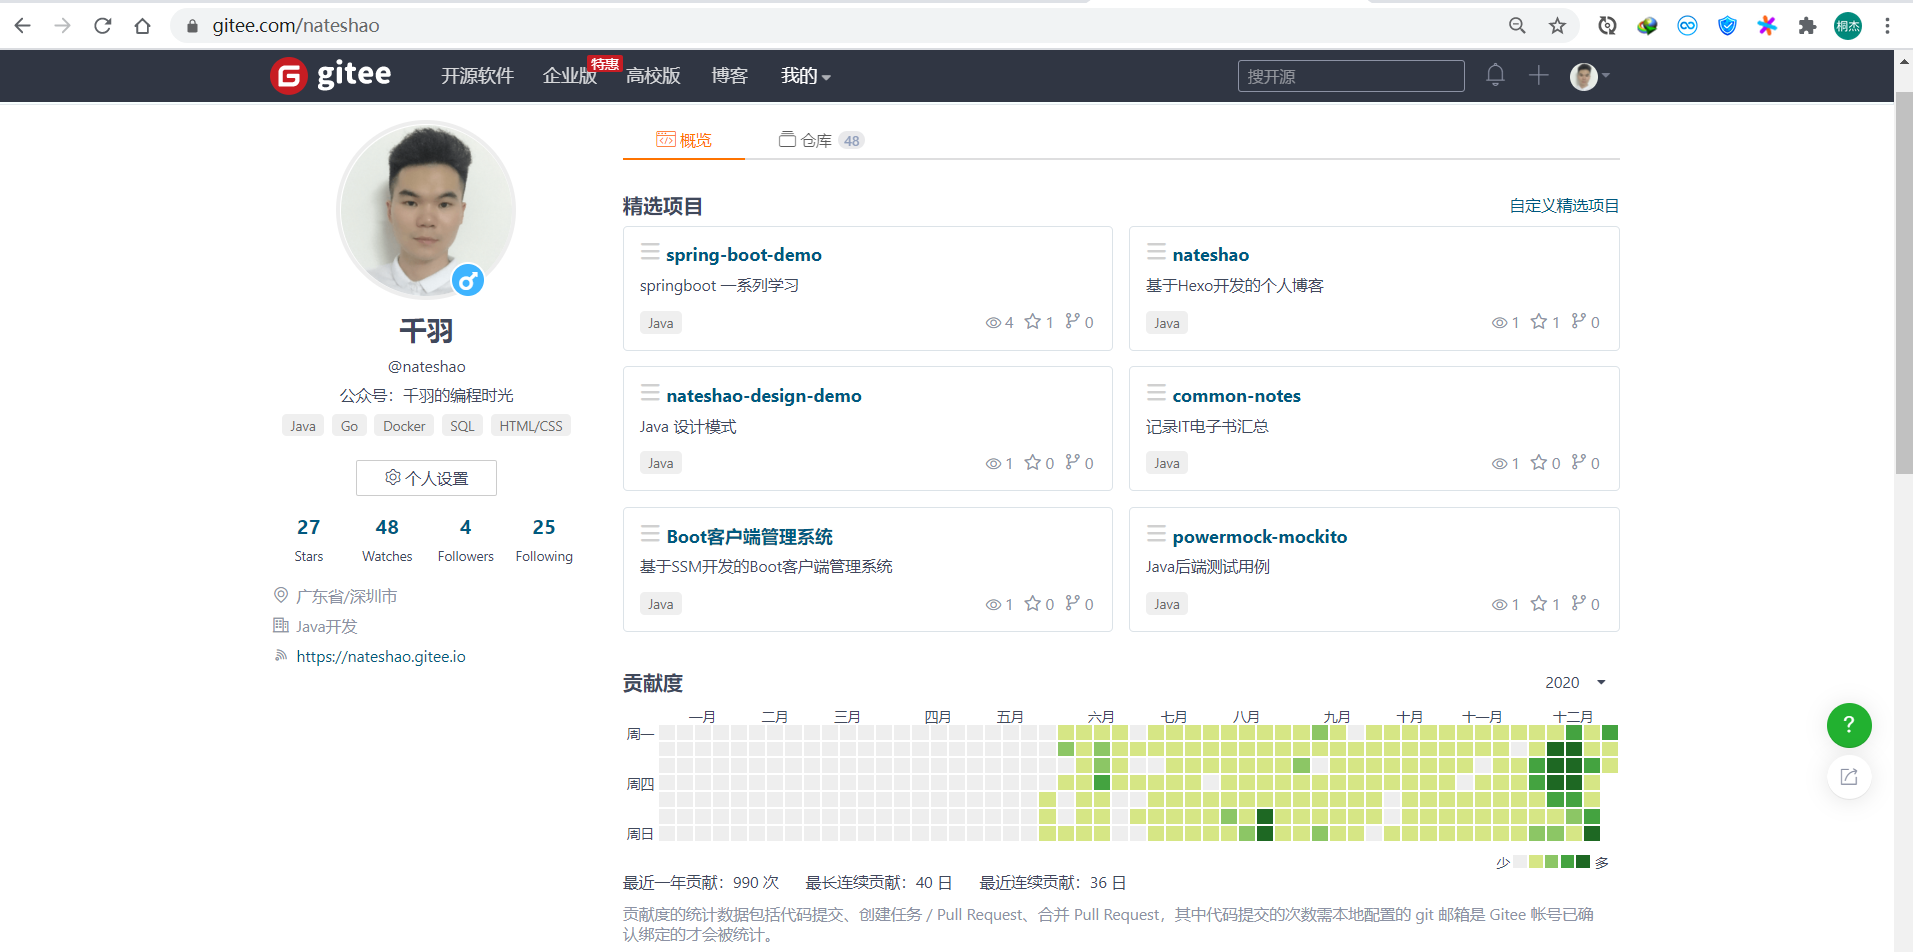 gitee.com/nateshao
桐杰
gitee
开源软件 企业版 特惠 高校版 博客 我的
搜开源
概览
仓库 48
千羽
@nateshao
公众号：千羽的编程时光
Java Go Docker SQL HTML/CSS
个人设置
27 48 4 25
Stars Watches Followers Following
广东省/深圳市
Java开发
https://nateshao.gitee.io
精选项目
自定义精选项目
spring-boot-demo
springboot 一系列学习
Java 4 1 0
nateshao
基于Hexo开发的个人博客
Java 1 1 0
nateshao-design-demo
Java 设计模式
Java 1 0 0
common-notes
记录IT电子书汇总
Java 1 0 0
Boot客户端管理系统
基于SSM开发的Boot客户端管理系统
Java 1 0 0
powermock-mockito
Java后端测试用例
Java 1 1 0
贡献度
2020
一月 二月 三月 四月 五月 六月 七月 八月 九月 十月 十一月 十二月
周一
周四
周日
少 多
最近一年贡献：990 次 最长连续贡献：40 日 最近连续贡献：36 日
贡献度的统计数据包括代码提交、创建任务 / Pull Request、合并 Pull Request，其中代码提交的次数需本地配置的 git 邮箱是 Gitee 帐号已确
认绑定的才会被统计。
?